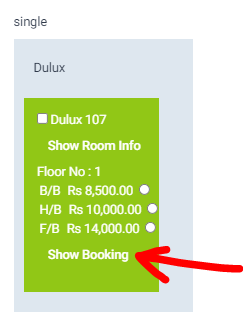 single
Dulux
Dulux 107
Show Room Info
Floor No : 1
B/B Rs 8,500.00
H/B Rs 10,000.00
F/B Rs 14,000.00
Show Booking